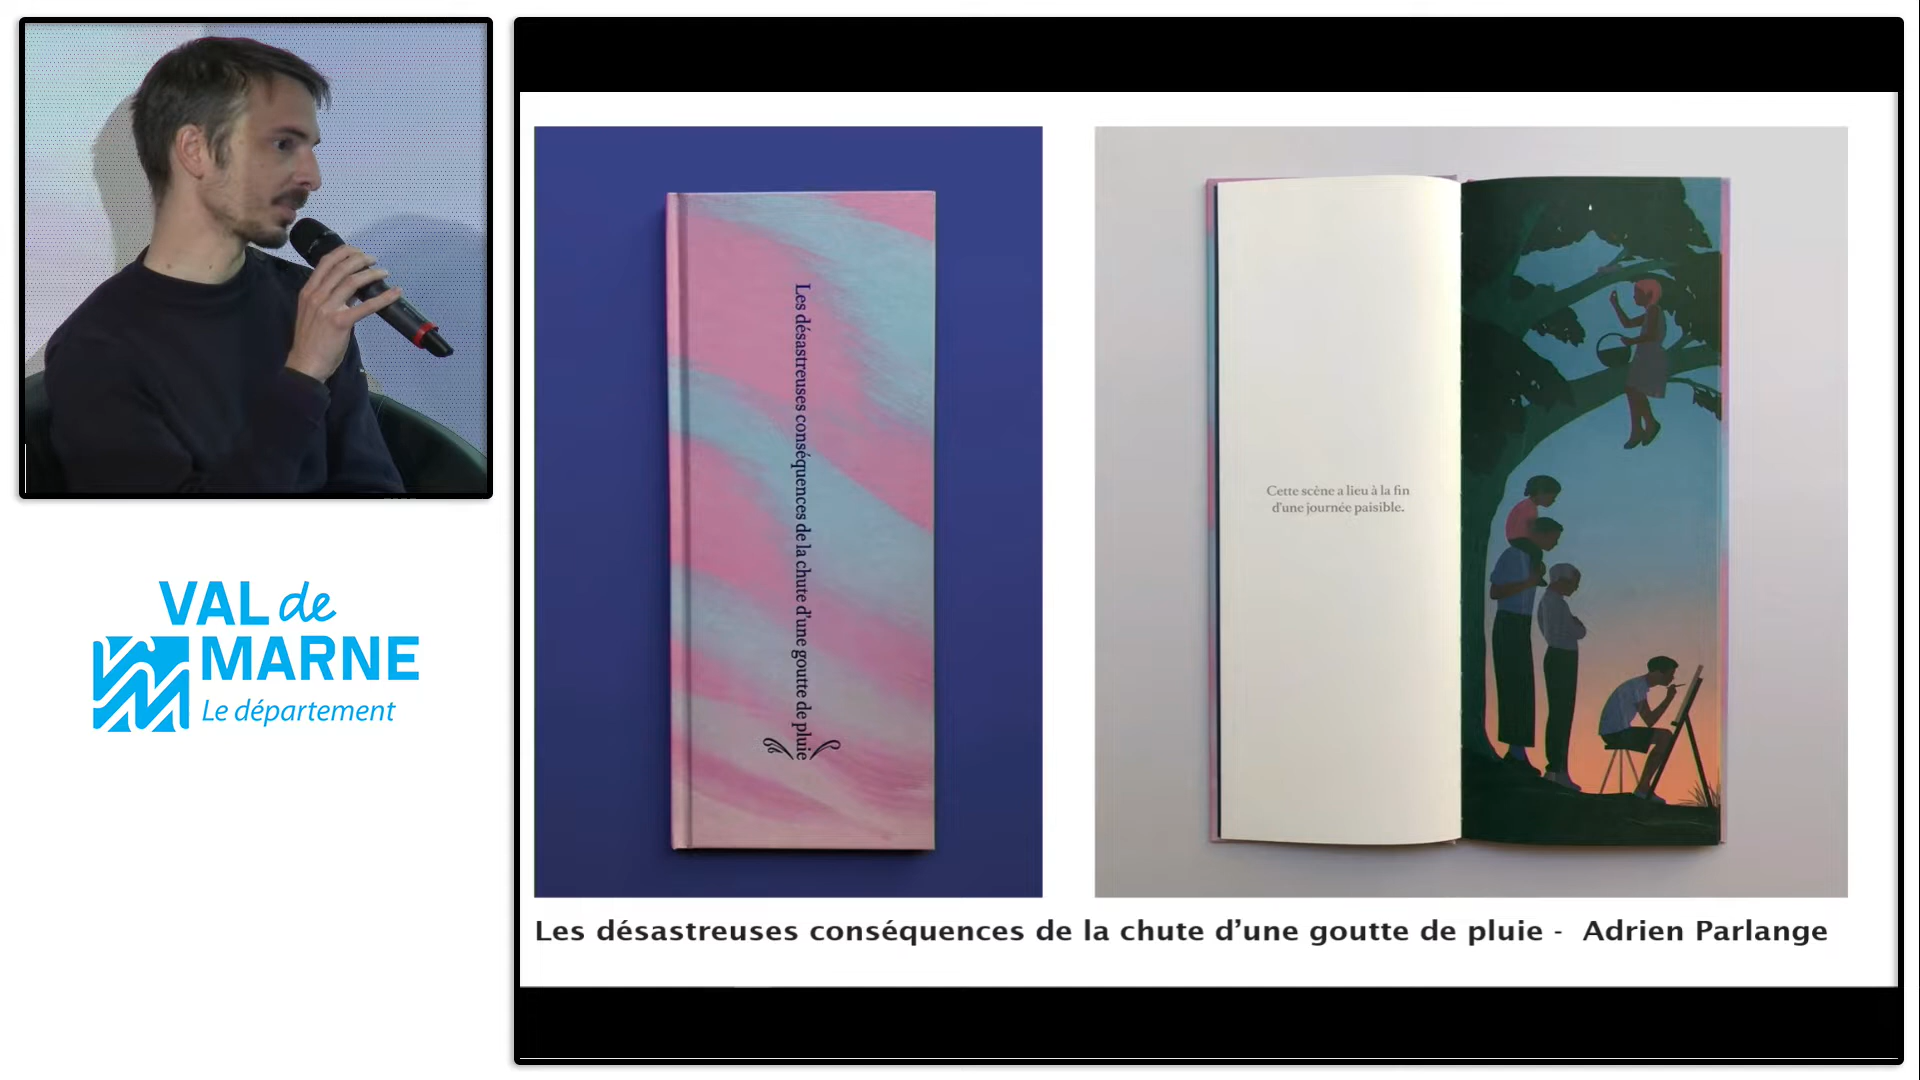 VAL de
MARNE
Le département
Les désastreuses conséquences de la chute d'une goutte de pluie
Cette scène a lieu à la fin
d'une journée paisible.
Les désastreuses conséquences de la chute d’une goutte de pluie - Adrien Parlange